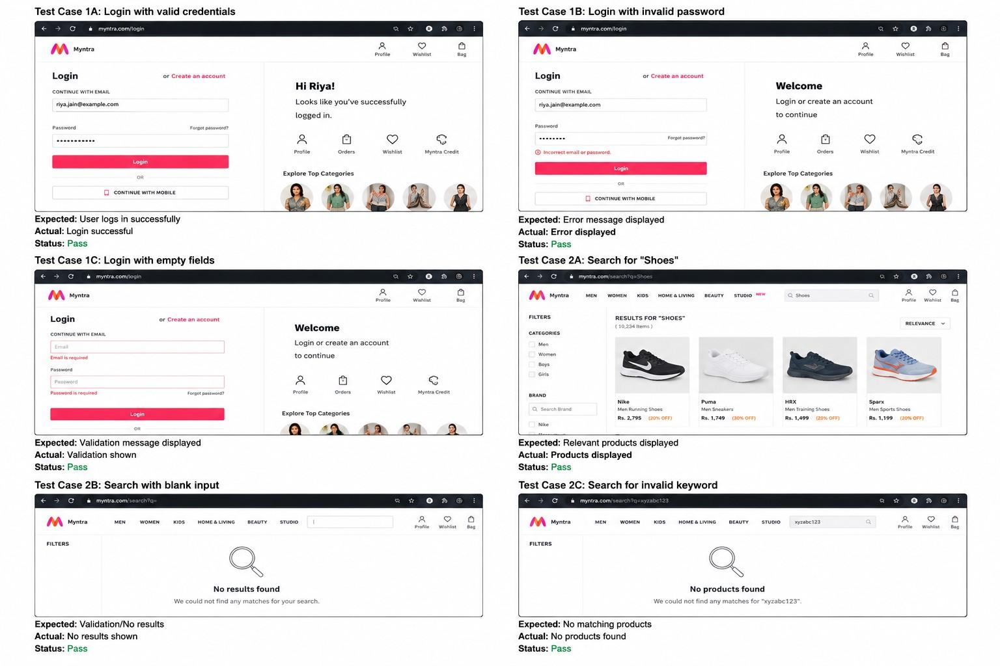 Test Case 1A: Login with valid credentials
myntra.com/login
R
Myntra
Profile
Wishlist
Bag
Login
or Create an account
CONTINUE WITH EMAIL
riya.jain@example.com
Password
Forgot password?
Login
OR
CONTINUE WITH MOBILE
Hi Riya!
Looks like you've successfully
logged in.
Profile
Orders
Wishlist
Myntra Credit
Explore Top Categories
Expected: User logs in successfully
Actual: Login successful
Status: Pass
Test Case 1B: Login with invalid password
myntra.com/login
R
Myntra
Profile
Wishlist
Bag
Login
or Create an account
CONTINUE WITH EMAIL
riya.jain@example.com
Password
Forgot password?
Incorrect email or password.
Login
OR
CONTINUE WITH MOBILE
Welcome
Login or create an account
to continue
Profile
Orders
Wishlist
Myntra Credit
Explore Top Categories
Expected: Error message displayed
Actual: Error displayed
Status: Pass
Test Case 1C: Login with empty fields
myntra.com/login
R
Myntra
Profile
Wishlist
Bag
Login
or Create an account
CONTINUE WITH EMAIL
Email
Email is required
Password
Password
Password is required
Forgot password?
Login
OR
Welcome
Login or create an account
to continue
Profile
Orders
Wishlist
Myntra Credit
Explore Top Categories
Expected: Validation message displayed
Actual: Validation shown
Status: Pass
Test Case 2A: Search for "Shoes"
myntra.com/search?q=Shoes
R
Myntra
MEN WOMEN KIDS HOME & LIVING BEAUTY STUDIO NEW
Shoes
Profile
Wishlist
Bag
FILTERS
CATEGORIES
Men
Women
Boys
Girls
BRAND
Search Brand
Nike
RESULTS FOR "SHOES"
( 10,234 Items )
RELEVANCE
Nike
Men Running Shoes
Rs. 2,795 (20% OFF)
Puma
Men Sneakers
Rs. 1,749 (30% OFF)
HRX
Men Training Shoes
Rs. 1,499 (20% OFF)
Sparx
Men Sports Shoes
Rs. 1,199 (20% OFF)
Expected: Relevant products displayed
Actual: Products displayed
Status: Pass
Test Case 2B: Search with blank input
myntra.com/search?q=
Myntra
MEN WOMEN KIDS HOME & LIVING BEAUTY STUDIO
Profile
Wishlist
Bag
FILTERS
No results found
We could not find any matches for your search.
Expected: Validation/No results
Actual: No results shown
Status: Pass
Test Case 2C: Search for invalid keyword
myntra.com/search?q=xyzabc123
R
Myntra
MEN WOMEN KIDS HOME & LIVING BEAUTY STUDIO
xyzabc123
Profile
Wishlist
Bag
FILTERS
No products found
We could not find any matches for "xyzabc123".
Expected: No matching products
Actual: No products found
Status: Pass